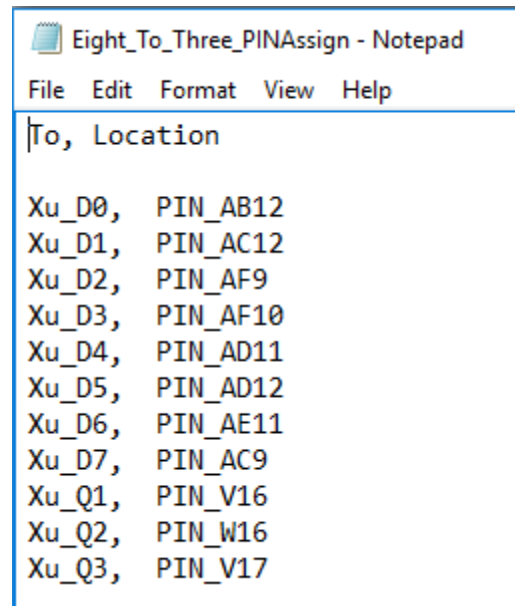 Eight_To_Three_PINAssign - Notepad
File Edit Format View Help
To, Location
Xu_D0, PIN_AB12
Xu_D1, PIN_AC12
Xu_D2, PIN_AF9
Xu_D3, PIN_AF10
Xu_D4, PIN_AD11
Xu_D5, PIN_AD12
Xu_D6, PIN_AE11
Xu_D7, PIN_AC9
Xu_Q1, PIN_V16
Xu_Q2, PIN_W16
Xu_Q3, PIN_V17